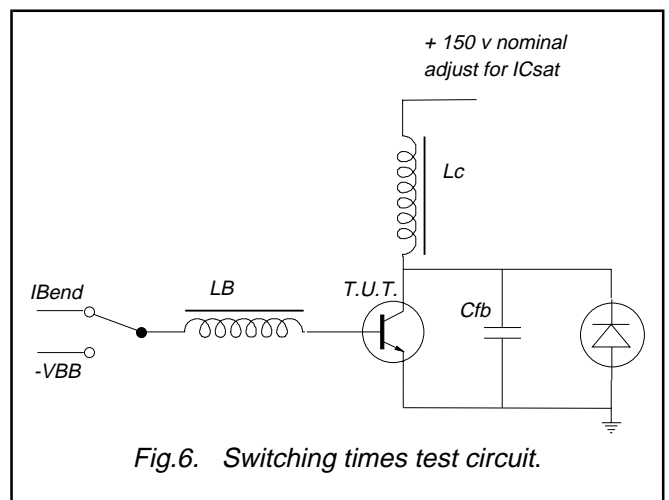 + 150 v nominal
adjust for ICsat
Lc
IBend
LB
T.U.T.
Cfb
-VBB
Fig.6. Switching times test circuit.